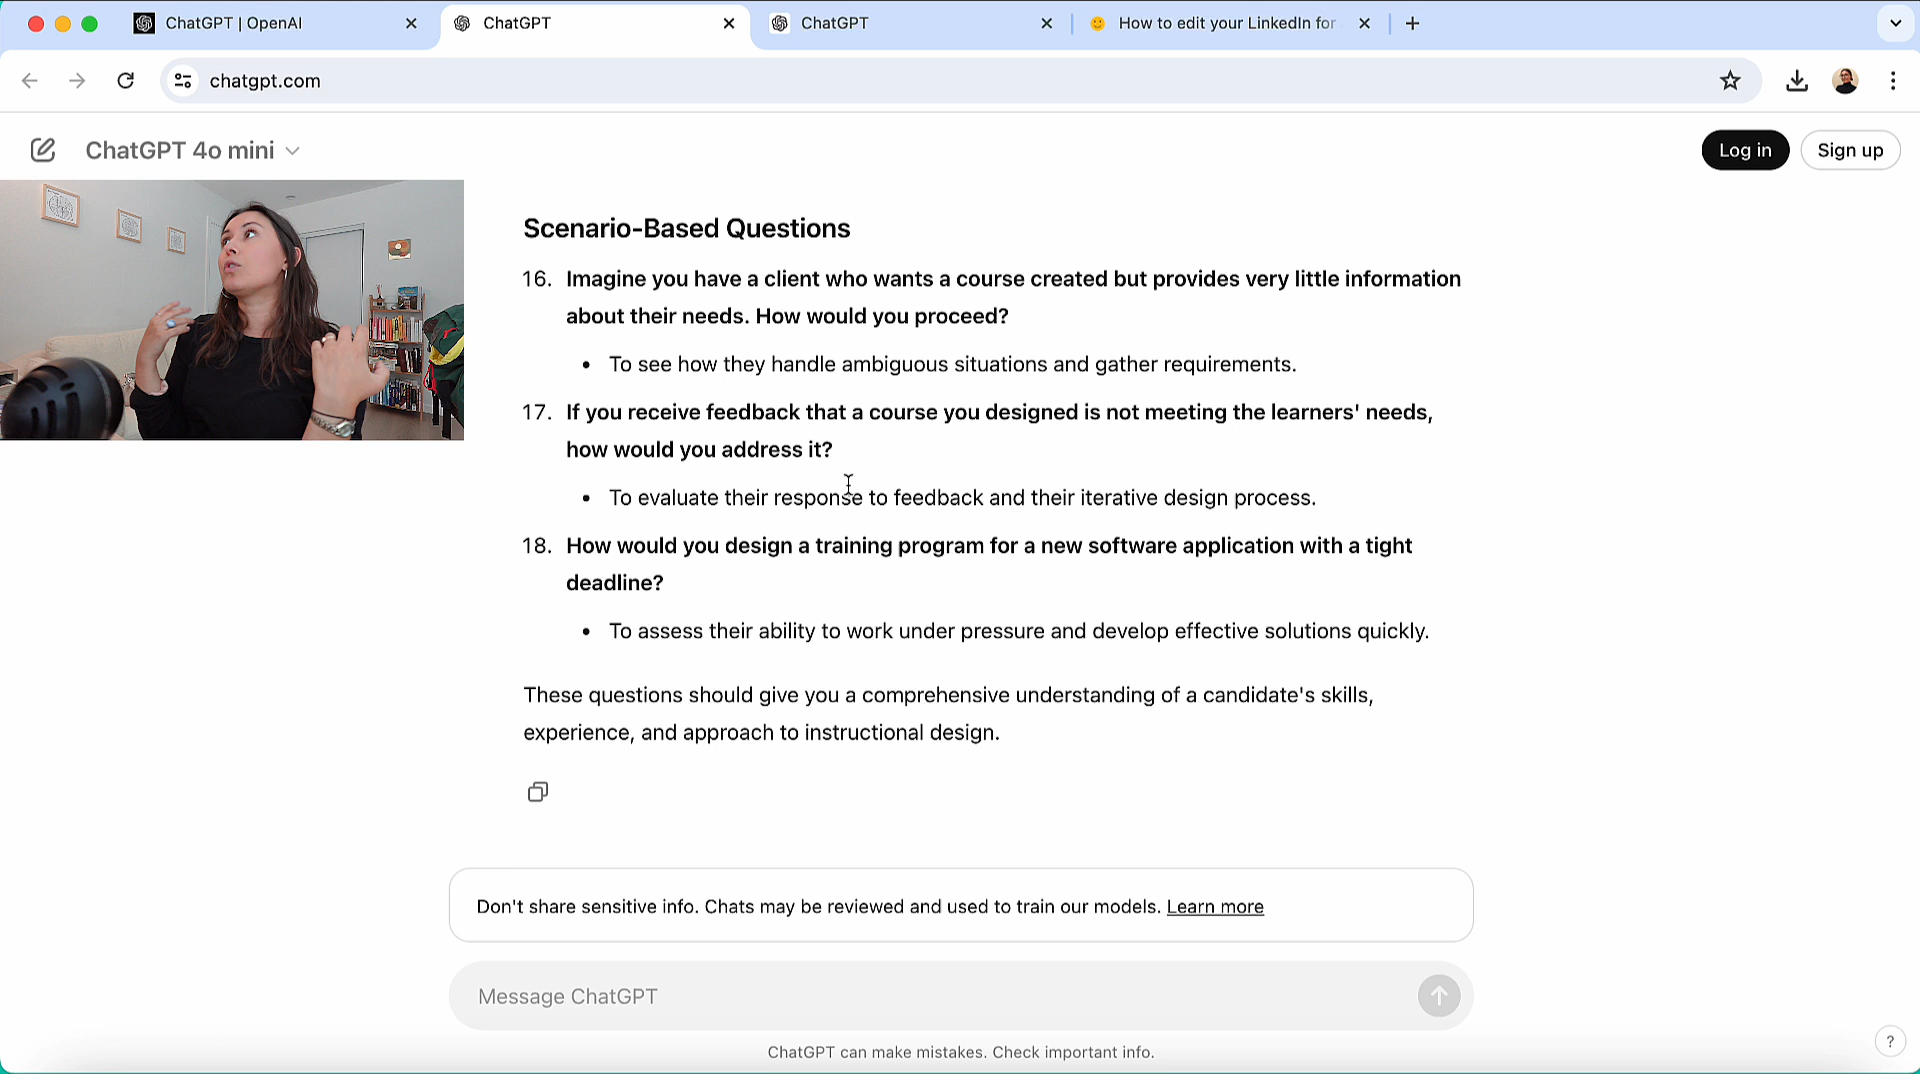 ChatGPT | OpenAI
ChatGPT
ChatGPT
How to edit your LinkedIn for
chatgpt.com
ChatGPT 4o mini
Log in
Sign up
Scenario-Based Questions
16. Imagine you have a client who wants a course created but provides very little information
about their needs. How would you proceed?
• To see how they handle ambiguous situations and gather requirements.
17. If you receive feedback that a course you designed is not meeting the learners' needs,
how would you address it?
• To evaluate their response to feedback and their iterative design process.
18. How would you design a training program for a new software application with a tight
deadline?
• To assess their ability to work under pressure and develop effective solutions quickly.
These questions should give you a comprehensive understanding of a candidate's skills,
experience, and approach to instructional design.
Don't share sensitive info. Chats may be reviewed and used to train our models. Learn more
Message ChatGPT
ChatGPT can make mistakes. Check important info.
?